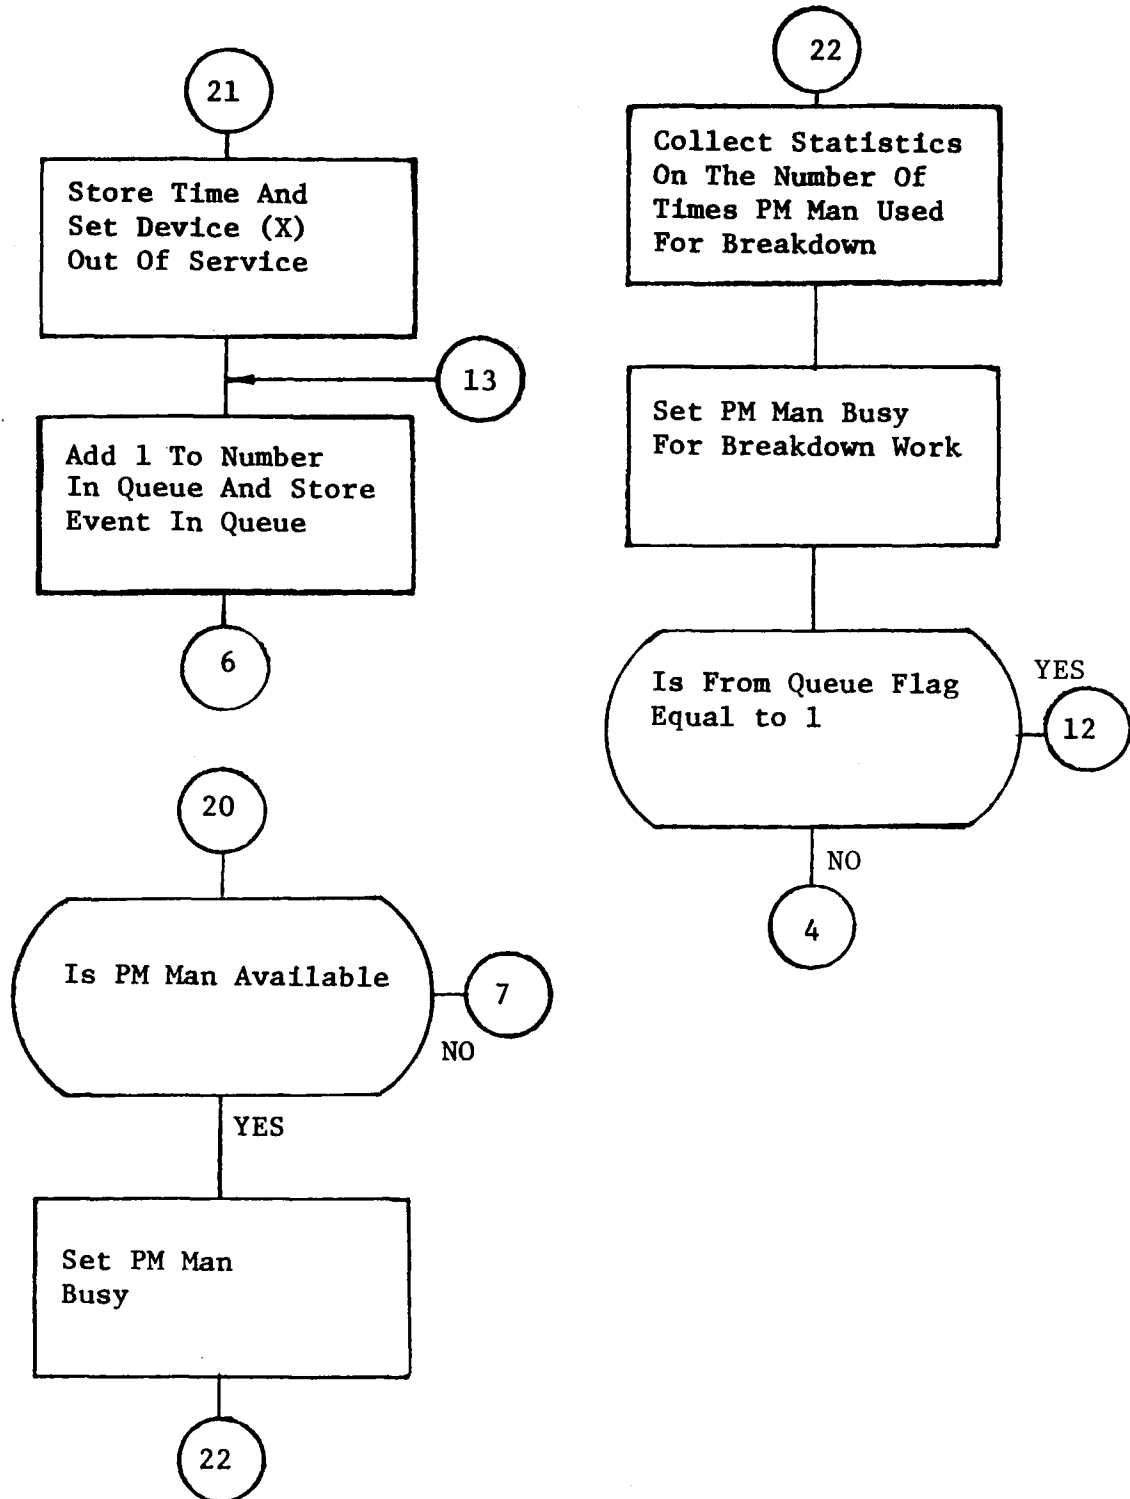 21
Store Time And
Set Device (X)
Out Of Service
13
Add 1 To Number
In Queue And Store
Event In Queue
6
20
Is PM Man Available
7
NO
YES
Set PM Man
Busy
22
22
Collect Statistics
On The Number Of
Times PM Man Used
For Breakdown
Set PM Man Busy
For Breakdown Work
Is From Queue Flag
Equal to 1
YES
12
NO
4